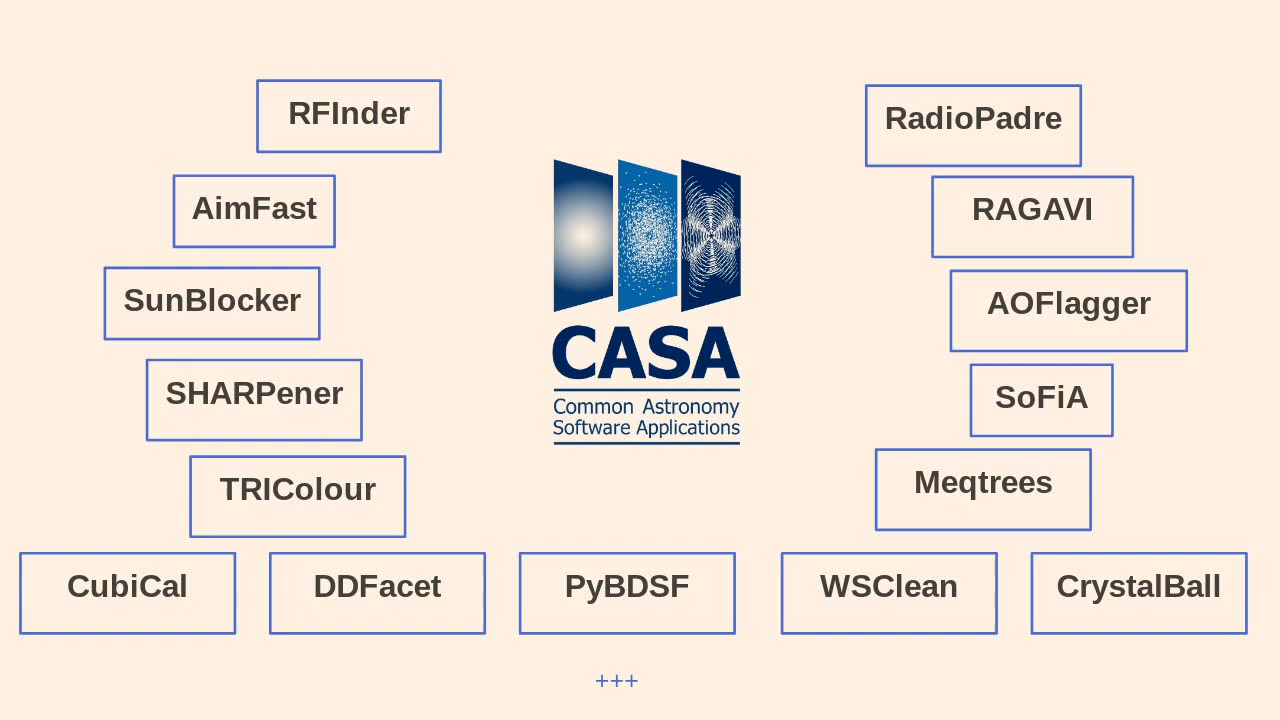 RFInder
AimFast
SunBlocker
SHARPener
TRIColour
CASA
Common Astronomy
Software Applications
RadioPadre
RAGAVI
AOFlagger
SoFiA
Meqtrees
CubiCal
DDFacet
PyBDSF
WSClean
CrystalBall
+++